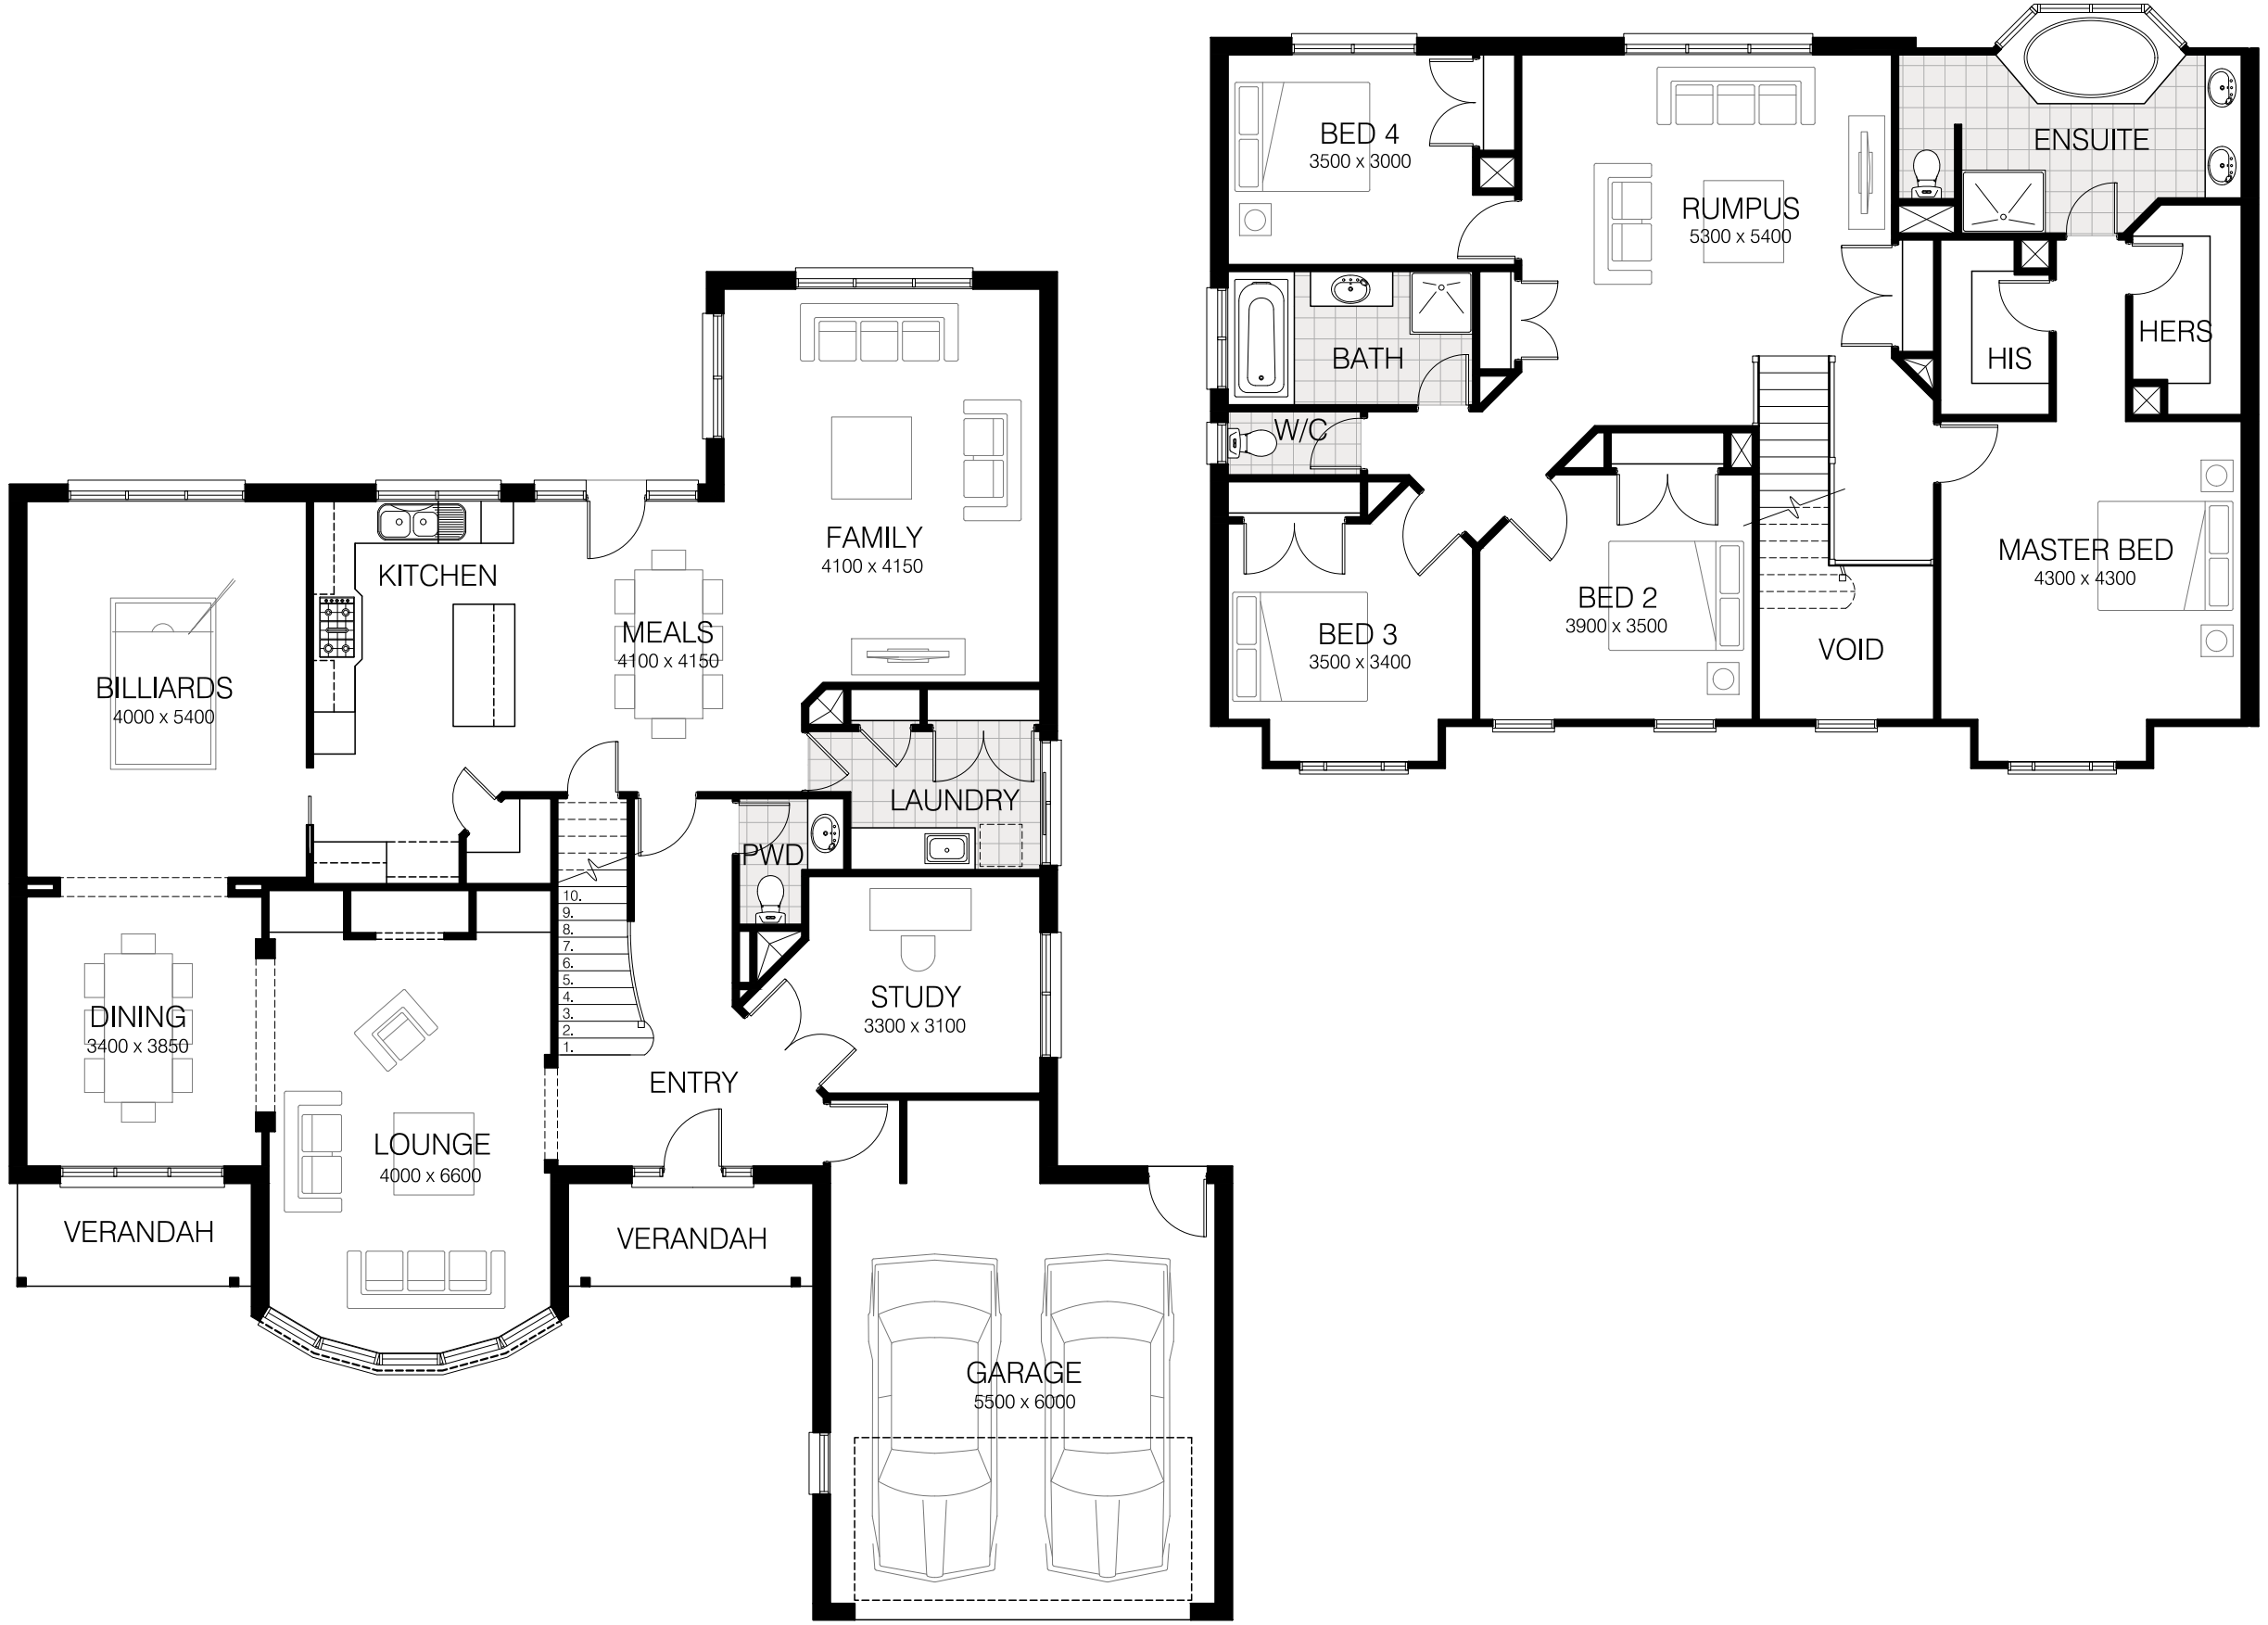 FAMILY
4100 x 4150
KITCHEN
MEALS
4100 x 4150
BILLIARDS
4000 x 5400
LAUNDRY
PWD
10.
9.
8.
7.
6.
5.
4.
3.
2.
1.
DINING
3400 x 3850
STUDY
3300 x 3100
ENTRY
LOUNGE
4000 x 6600
VERANDAH
VERANDAH
GARAGE
5500 x 6000
BED 4
3500 x 3000
ENSUITE
RUMPUS
5300 x 5400
HERS
HIS
BATH
W/C
MASTER BED
4300 x 4300
BED 2
3900 x 3500
BED 3
3500 x 3400
VOID